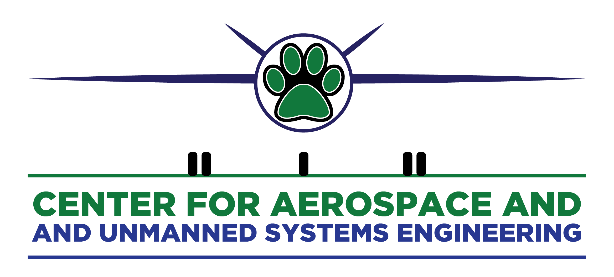 CENTER FOR AEROSPACE AND
AND UNMANNED SYSTEMS ENGINEERING